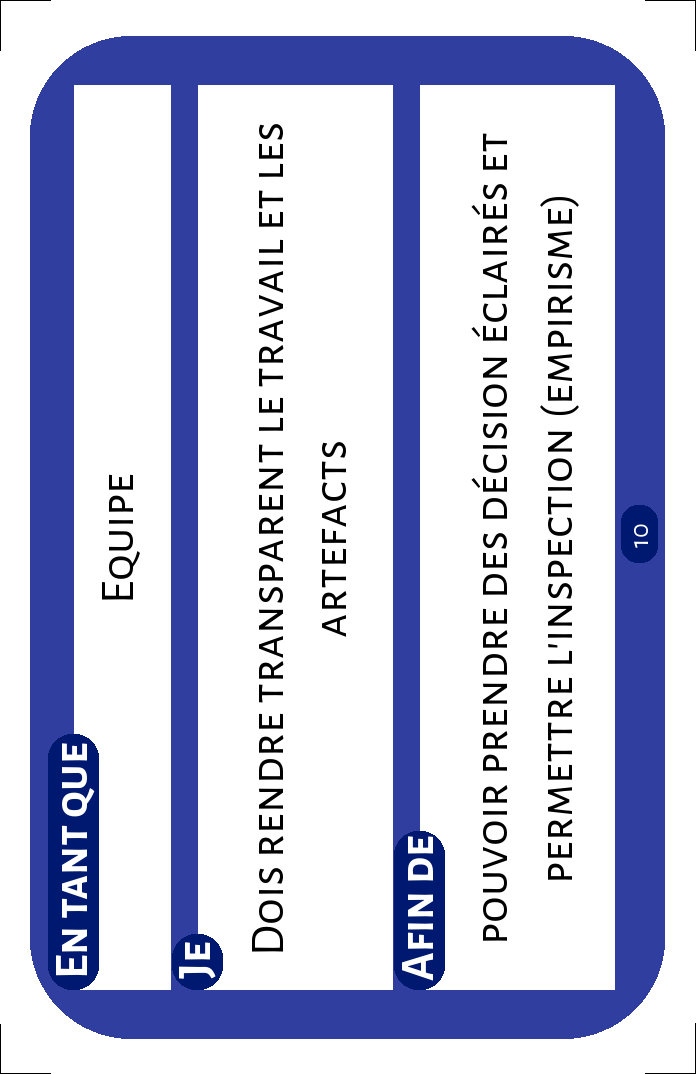 En tant que
Equipe
Je
Dois rendre transparent le travail et les
artefacts
Afin de
pouvoir prendre des décision éclairés et
permettre l'inspection (empirisme)
10